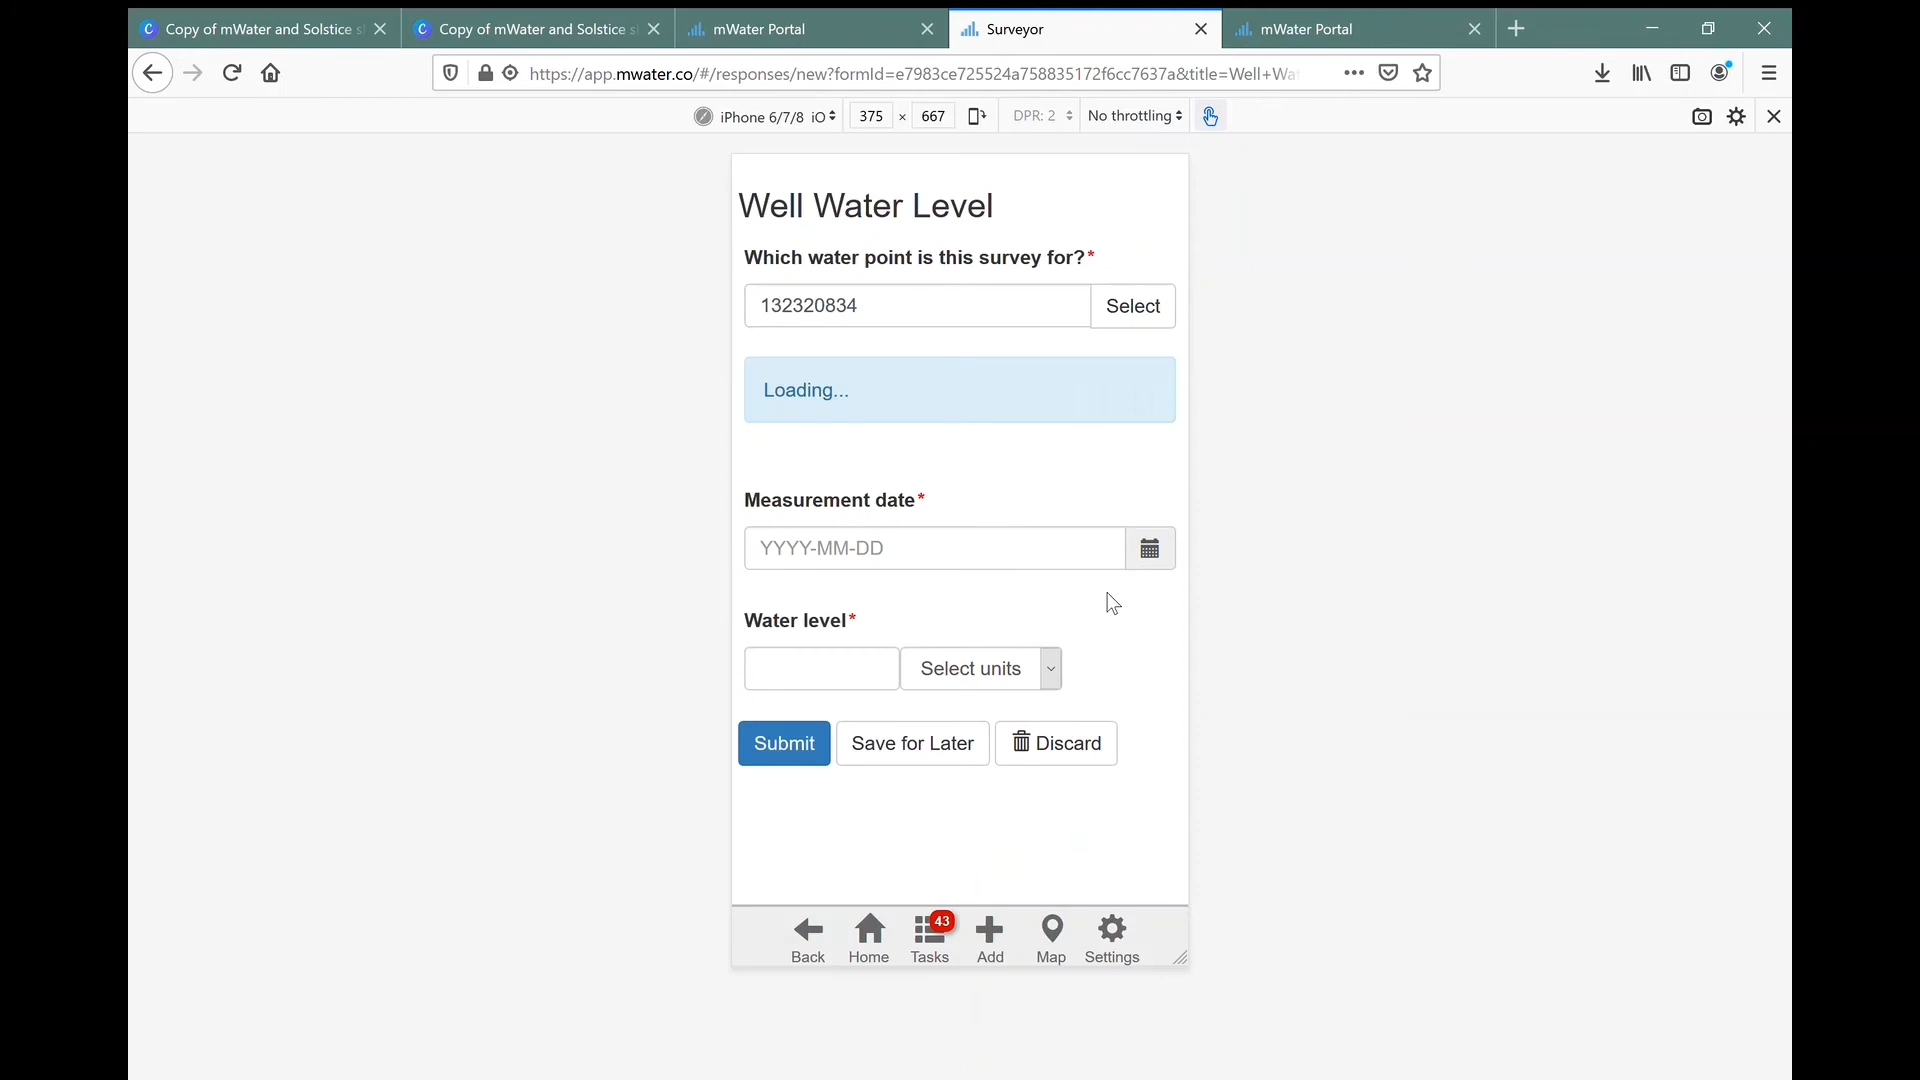 Copy of mWater and Solstice s
Copy of mWater and Solstice s
mWater Portal
Surveyor
mWater Portal
https://app.mwater.co/#/responses/new?formId=e7983ce725524a758835172f6cc7637a&title=Well+Wat
iPhone 6/7/8 iO
375 × 667
DPR: 2
No throttling
Well Water Level
Which water point is this survey for?*
132320834
Select
Loading...
Measurement date*
YYYY-MM-DD
Water level*
Select units
Submit
Save for Later
Discard
43
Back
Home
Tasks
Add
Map
Settings